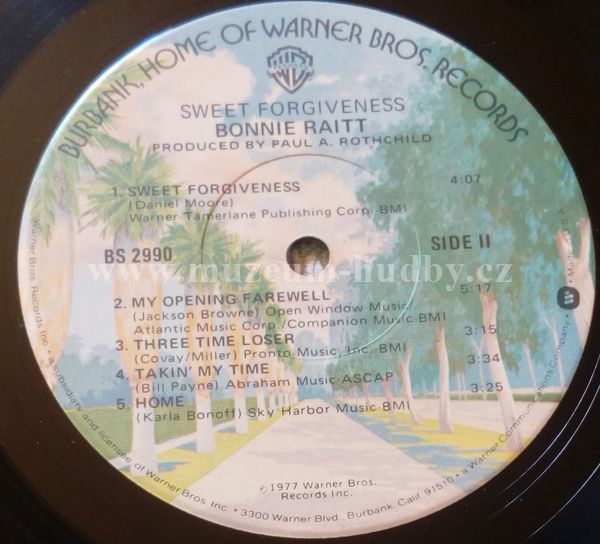 BURBANK, HOME OF WARNER BROS. RECORDS
SWEET FORGIVENESS
BONNIE RAITT
PRODUCED BY PAUL A. ROTHCHILD
1. SWEET FORGIVENESS 4:07
(Daniel Moore)
Warner Tamerlane Publishing Corp.-BMI
BS 2990 SIDE II
www.muzeum-hudby.cz
2. MY OPENING FAREWELL 5:17
(Jackson Browne) Open Window Music/
Atlantic Music Corp./Companion Music-BMI
3. THREE TIME LOSER 3:15
(Covay/Miller) Pronto Music, Inc.-BMI
4. TAKIN' MY TIME 3:34
(Bill Payne) Abraham Music-ASCAP
5. HOME 3:25
(Karla Bonoff) Sky Harbor Music-BMI
℗1977 Warner Bros.
Records Inc.
Warner Bros. Records Inc. • a subsidiary and licensee of Warner Bros. Inc. • 3300 Warner Blvd., Burbank, Calif. 91510 • a Warner Communications Company •
Made in